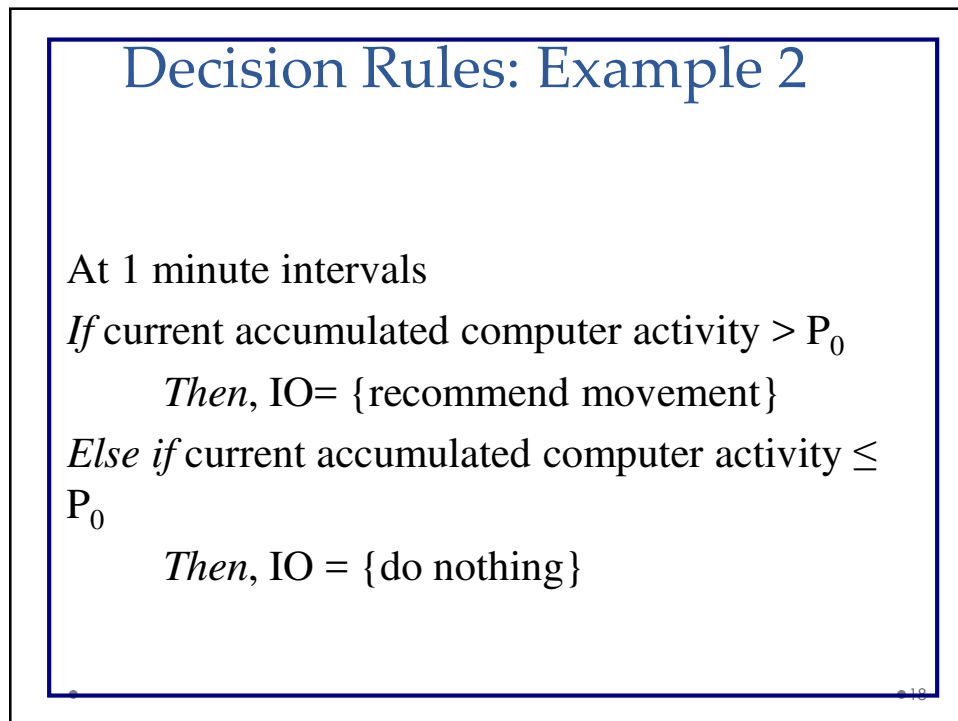 Decision Rules: Example 2
At 1 minute intervals
If current accumulated computer activity > P₀
Then, IO= {recommend movement}
Else if current accumulated computer activity ≤
P₀
Then, IO = {do nothing}
18